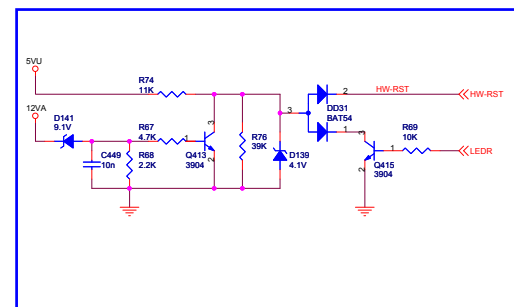 5VU
R74
11K
2
HW-RST
HW-RST
12VA
3
DD31
BAT54
D141
9.1V
R67
4.7K
1
3
R76
39K
1
3
R69
10K
C449
10n
R68
2.2K
Q413
3904
2
D139
4.1V
Q415
3904
1
2
LEDR